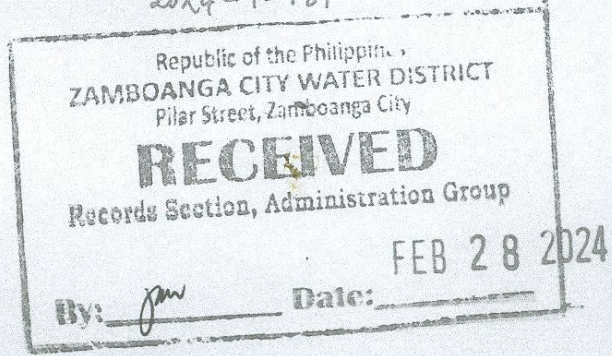 Republic of the Philippin
ZAMBOANGA CITY WATER DISTRICT
Pilar Street, Zamboanga City
RECEIVED
Records Section, Administration Group
FEB 28 2024
By: Date: